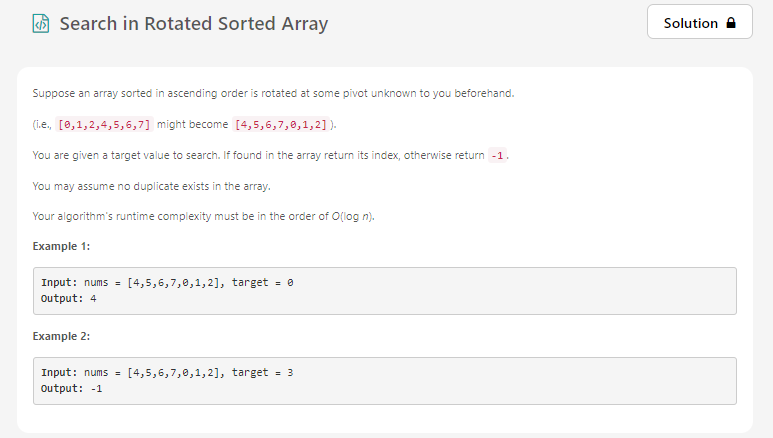 Search in Rotated Sorted Array
Solution
Suppose an array sorted in ascending order is rotated at some pivot unknown to you beforehand.
(i.e., [0,1,2,4,5,6,7] might become [4,5,6,7,0,1,2] ).
You are given a target value to search. If found in the array return its index, otherwise return -1 .
You may assume no duplicate exists in the array.
Your algorithm's runtime complexity must be in the order of O(log n).
Example 1:
Input: nums = [4,5,6,7,0,1,2], target = 0
Output: 4
Example 2:
Input: nums = [4,5,6,7,0,1,2], target = 3
Output: -1